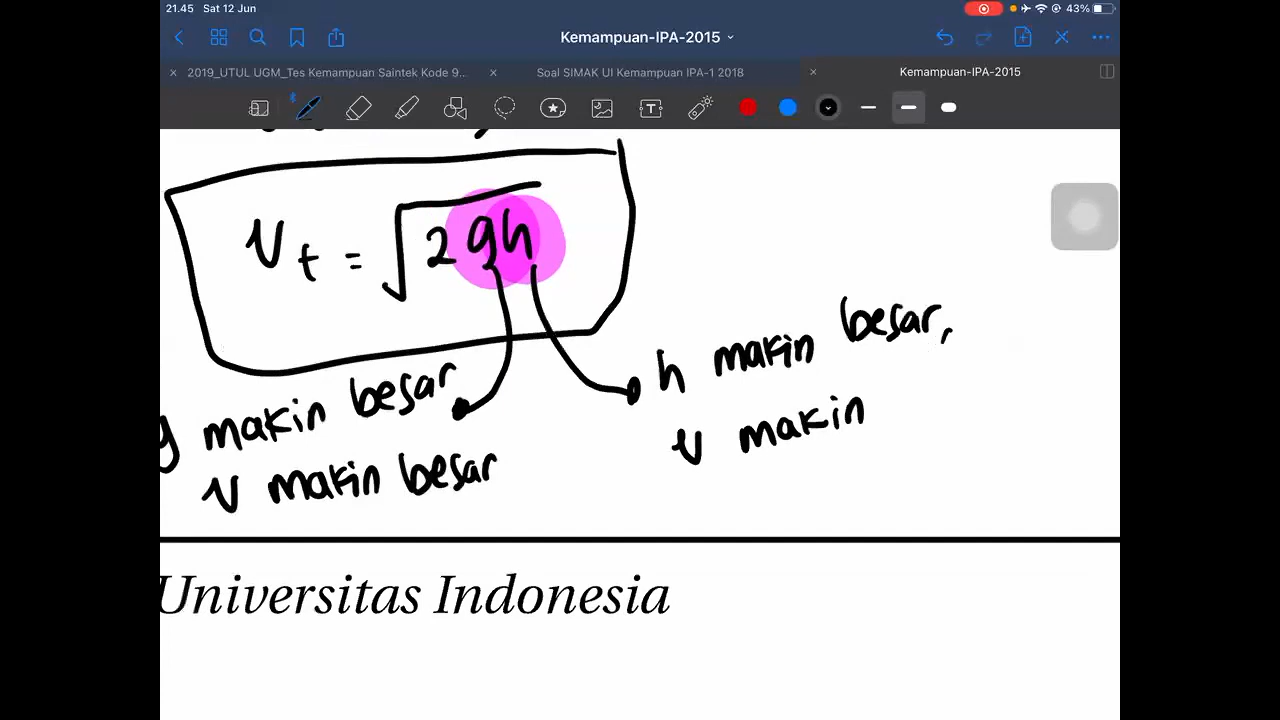 21.45 Sat 12 Jun
43%
Kemampuan-IPA-2015
2019_UTUL UGM_Tes Kemampuan Saintek Kode 9...
Soal SIMAK UI Kemampuan IPA-1 2018
Kemampuan-IPA-2015
T
v_t = √2gh
g makin besar
v makin besar
h makin besar,
v makin
Universitas Indonesia